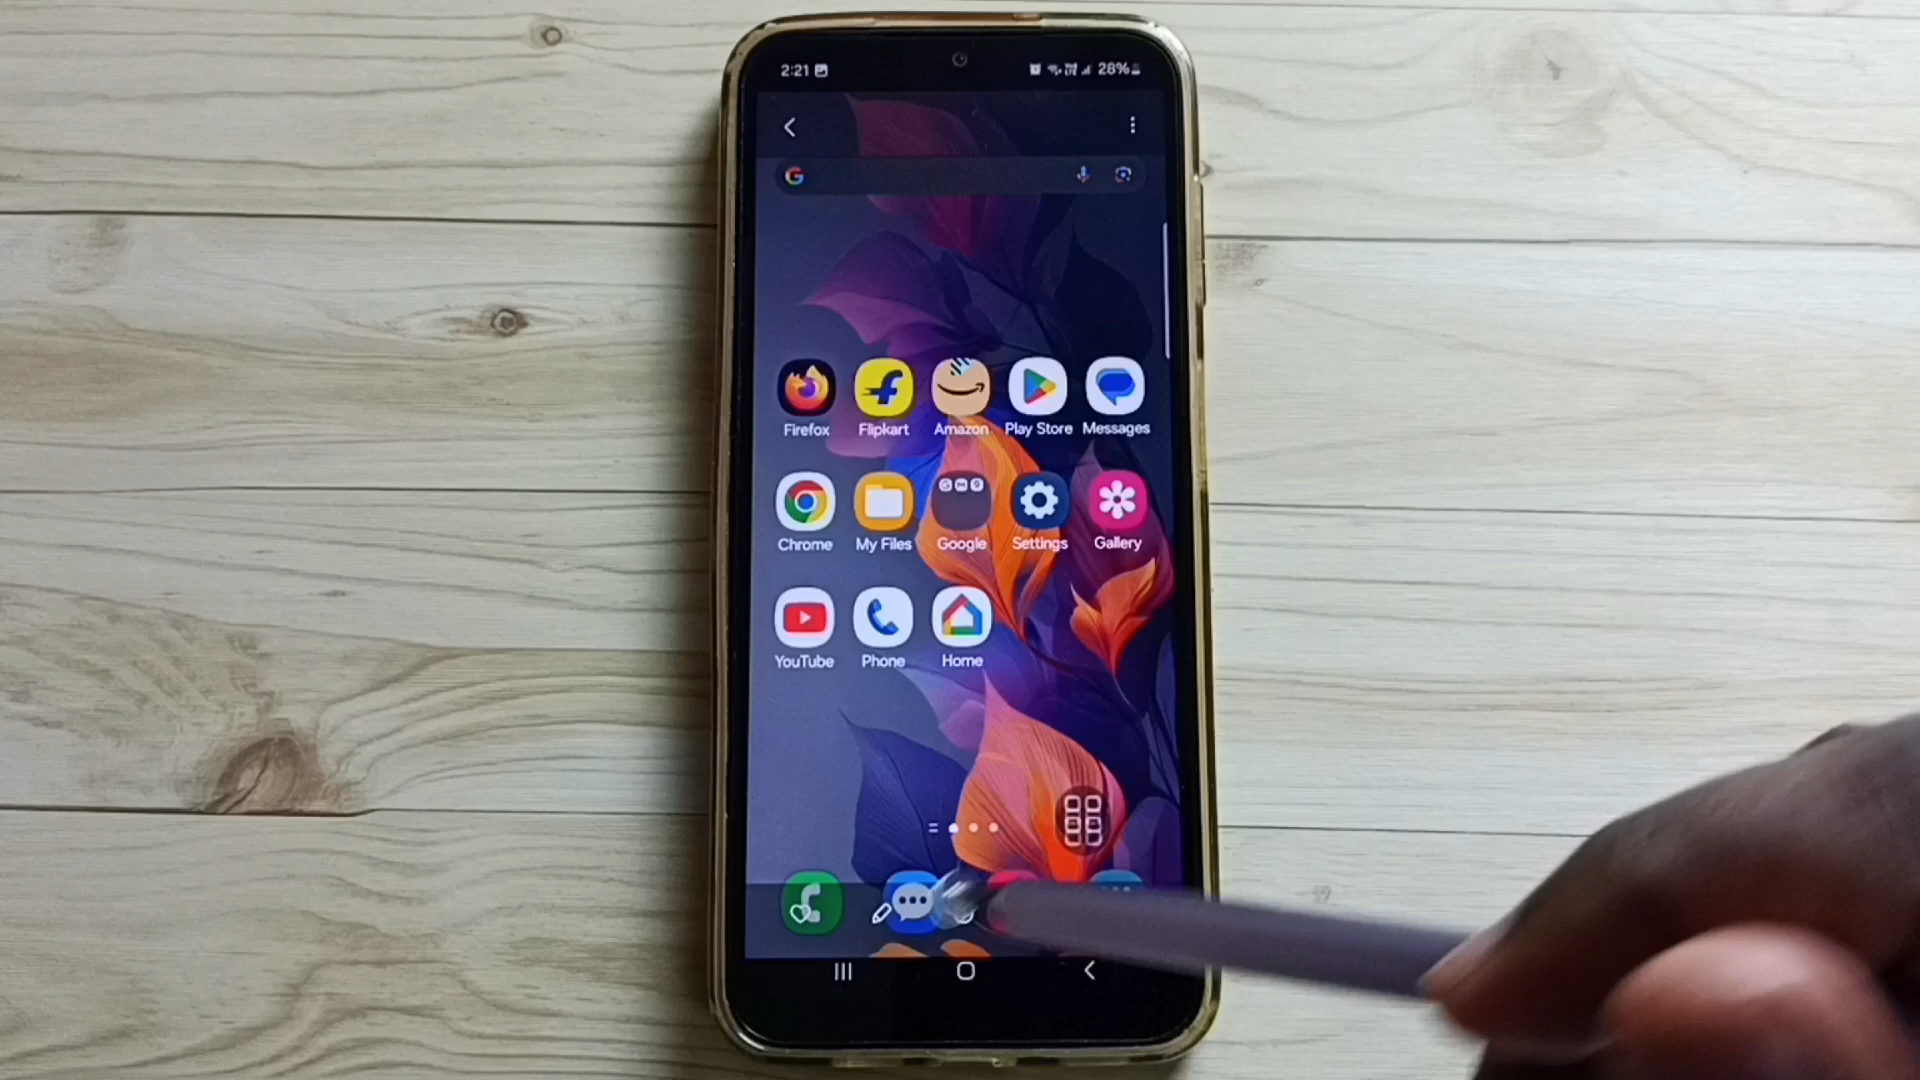 2:21 28%
Firefox Flipkart Amazon Play Store Messages
Chrome My Files Google Settings Gallery
YouTube Phone Home